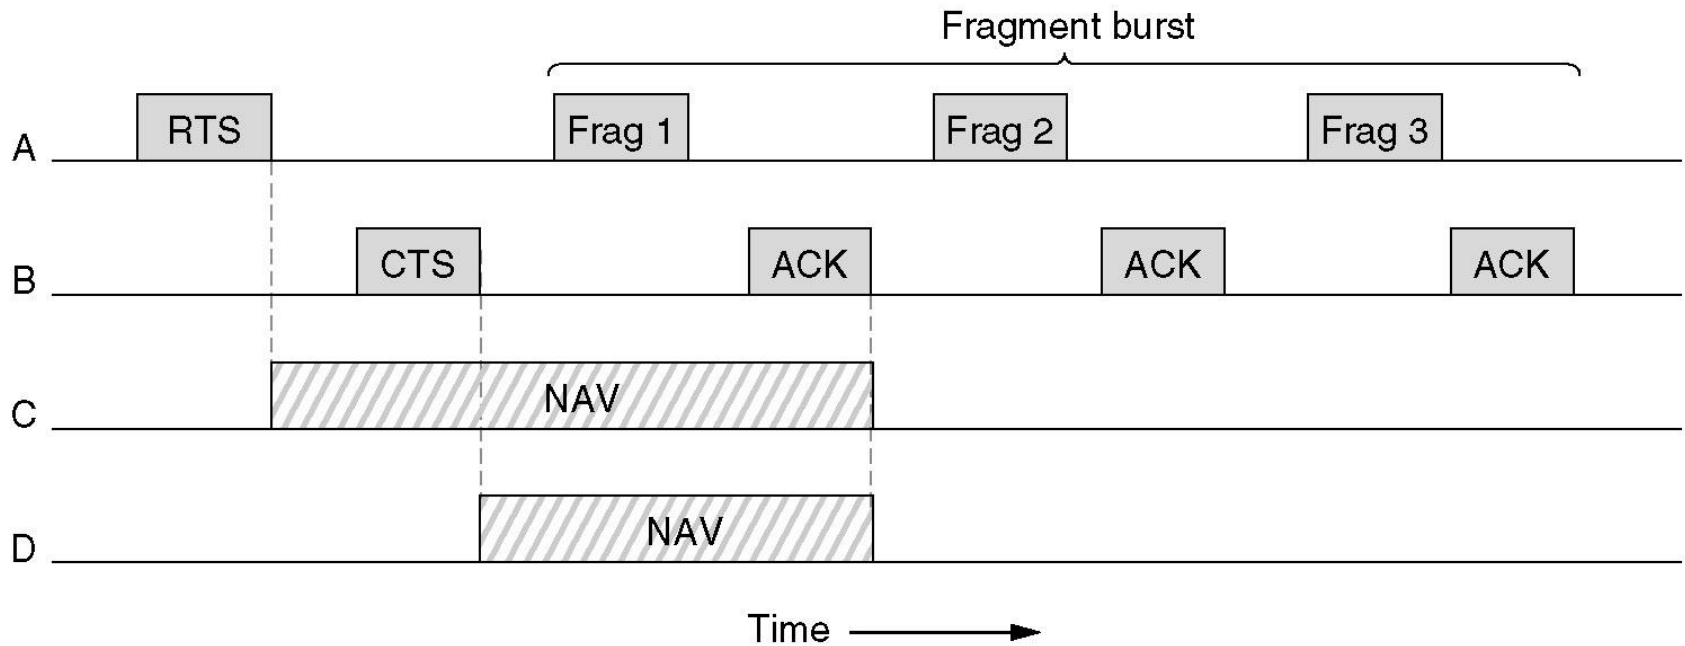 Fragment burst
A RTS Frag 1 Frag 2 Frag 3
B CTS ACK ACK ACK
C NAV
D NAV
Time